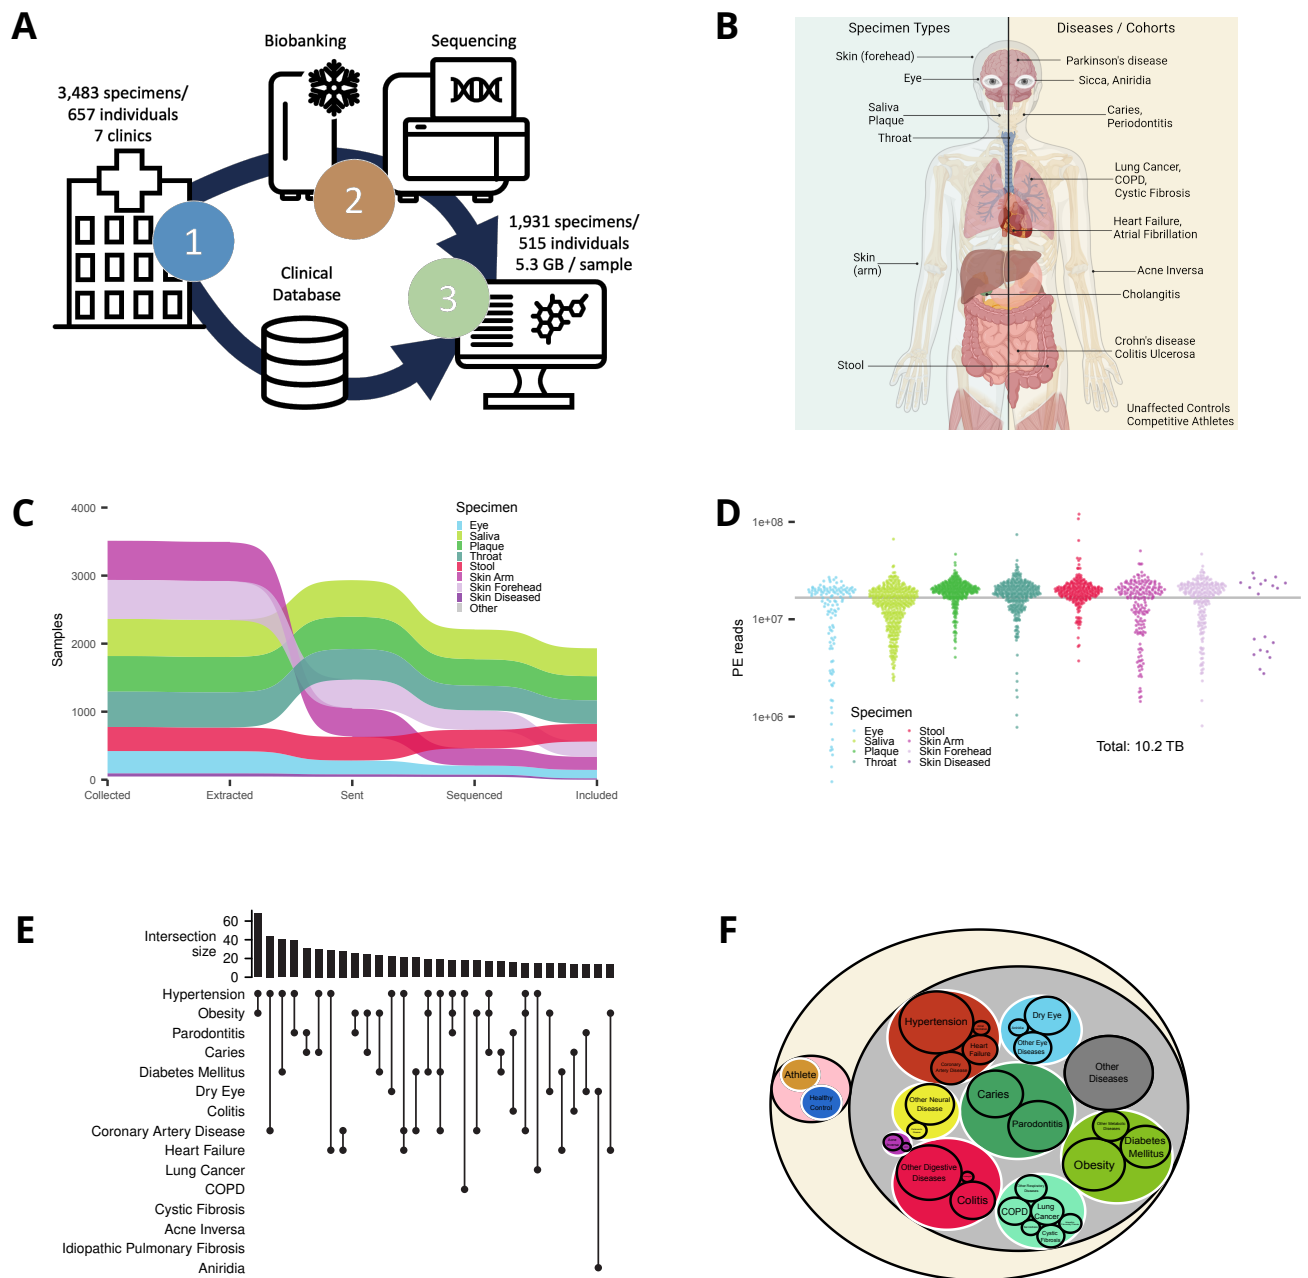 A
Biobanking
Sequencing
3,483 specimens/
657 individuals
7 clinics
1
2
3
1,931 specimens/
515 individuals
5.3 GB / sample
Clinical
Database
B
Specimen Types
Diseases / Cohorts
Skin (forehead)
Eye
Saliva
Plaque
Throat
Skin
(arm)
Stool
Parkinson's disease
Sicca, Aniridia
Caries,
Periodontitis
Lung Cancer,
COPD,
Cystic Fibrosis
Heart Failure,
Atrial Fibrillation
Acne Inversa
Cholangitis
Crohn's disease
Colitis Ulcerosa
Unaffected Controls
Competitive Athletes
C
Samples
4000
3000
2000
1000
0
Collected
Extracted
Sent
Sequenced
Included
Specimen
Eye
Saliva
Plaque
Throat
Stool
Skin Arm
Skin Forehead
Skin Diseased
Other
D
PE reads
1e+08
1e+07
1e+06
Specimen
Eye
Saliva
Plaque
Throat
Stool
Skin Arm
Skin Forehead
Skin Diseased
Total: 10.2 TB
E
Intersection
size
60
40
20
0
Hypertension
Obesity
Parodontitis
Caries
Diabetes Mellitus
Dry Eye
Colitis
Coronary Artery Disease
Heart Failure
Lung Cancer
COPD
Cystic Fibrosis
Acne Inversa
Idiopathic Pulmonary Fibrosis
Aniridia
F
Athlete
Healthy
Control
Hypertension
Heart
Failure
Coronary
Artery Disease
Dry Eye
Other Eye
Diseases
Other
Diseases
Other Neural
Disease
Caries
Parodontitis
Other Metabolic
Diseases
Diabetes
Mellitus
Obesity
Other Digestive
Diseases
Colitis
Other Respiratory
Diseases
COPD
Lung
Cancer
Cystic
Fibrosis